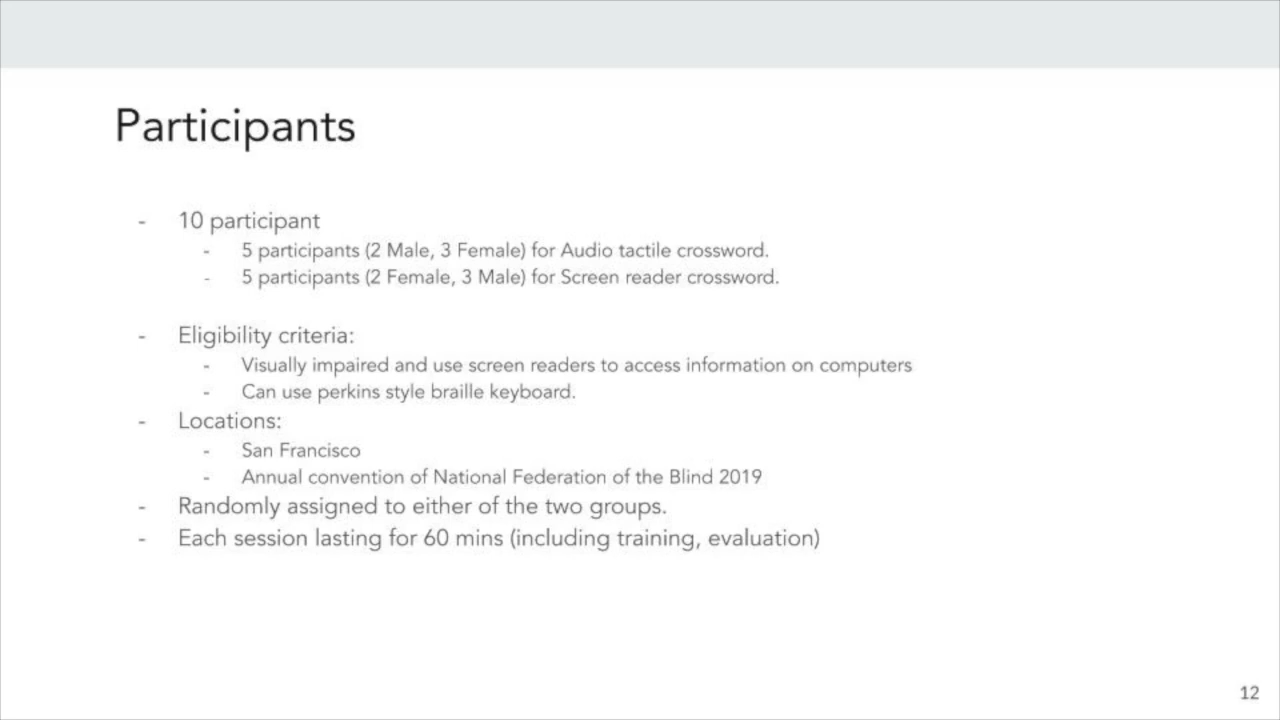 Participants
- 10 participant
- 5 participants (2 Male, 3 Female) for Audio tactile crossword.
- 5 participants (2 Female, 3 Male) for Screen reader crossword.
- Eligibility criteria:
- Visually impaired and use screen readers to access information on computers
- Can use perkins style braille keyboard.
- Locations:
- San Francisco
- Annual convention of National Federation of the Blind 2019
- Randomly assigned to either of the two groups.
- Each session lasting for 60 mins (including training, evaluation)
12